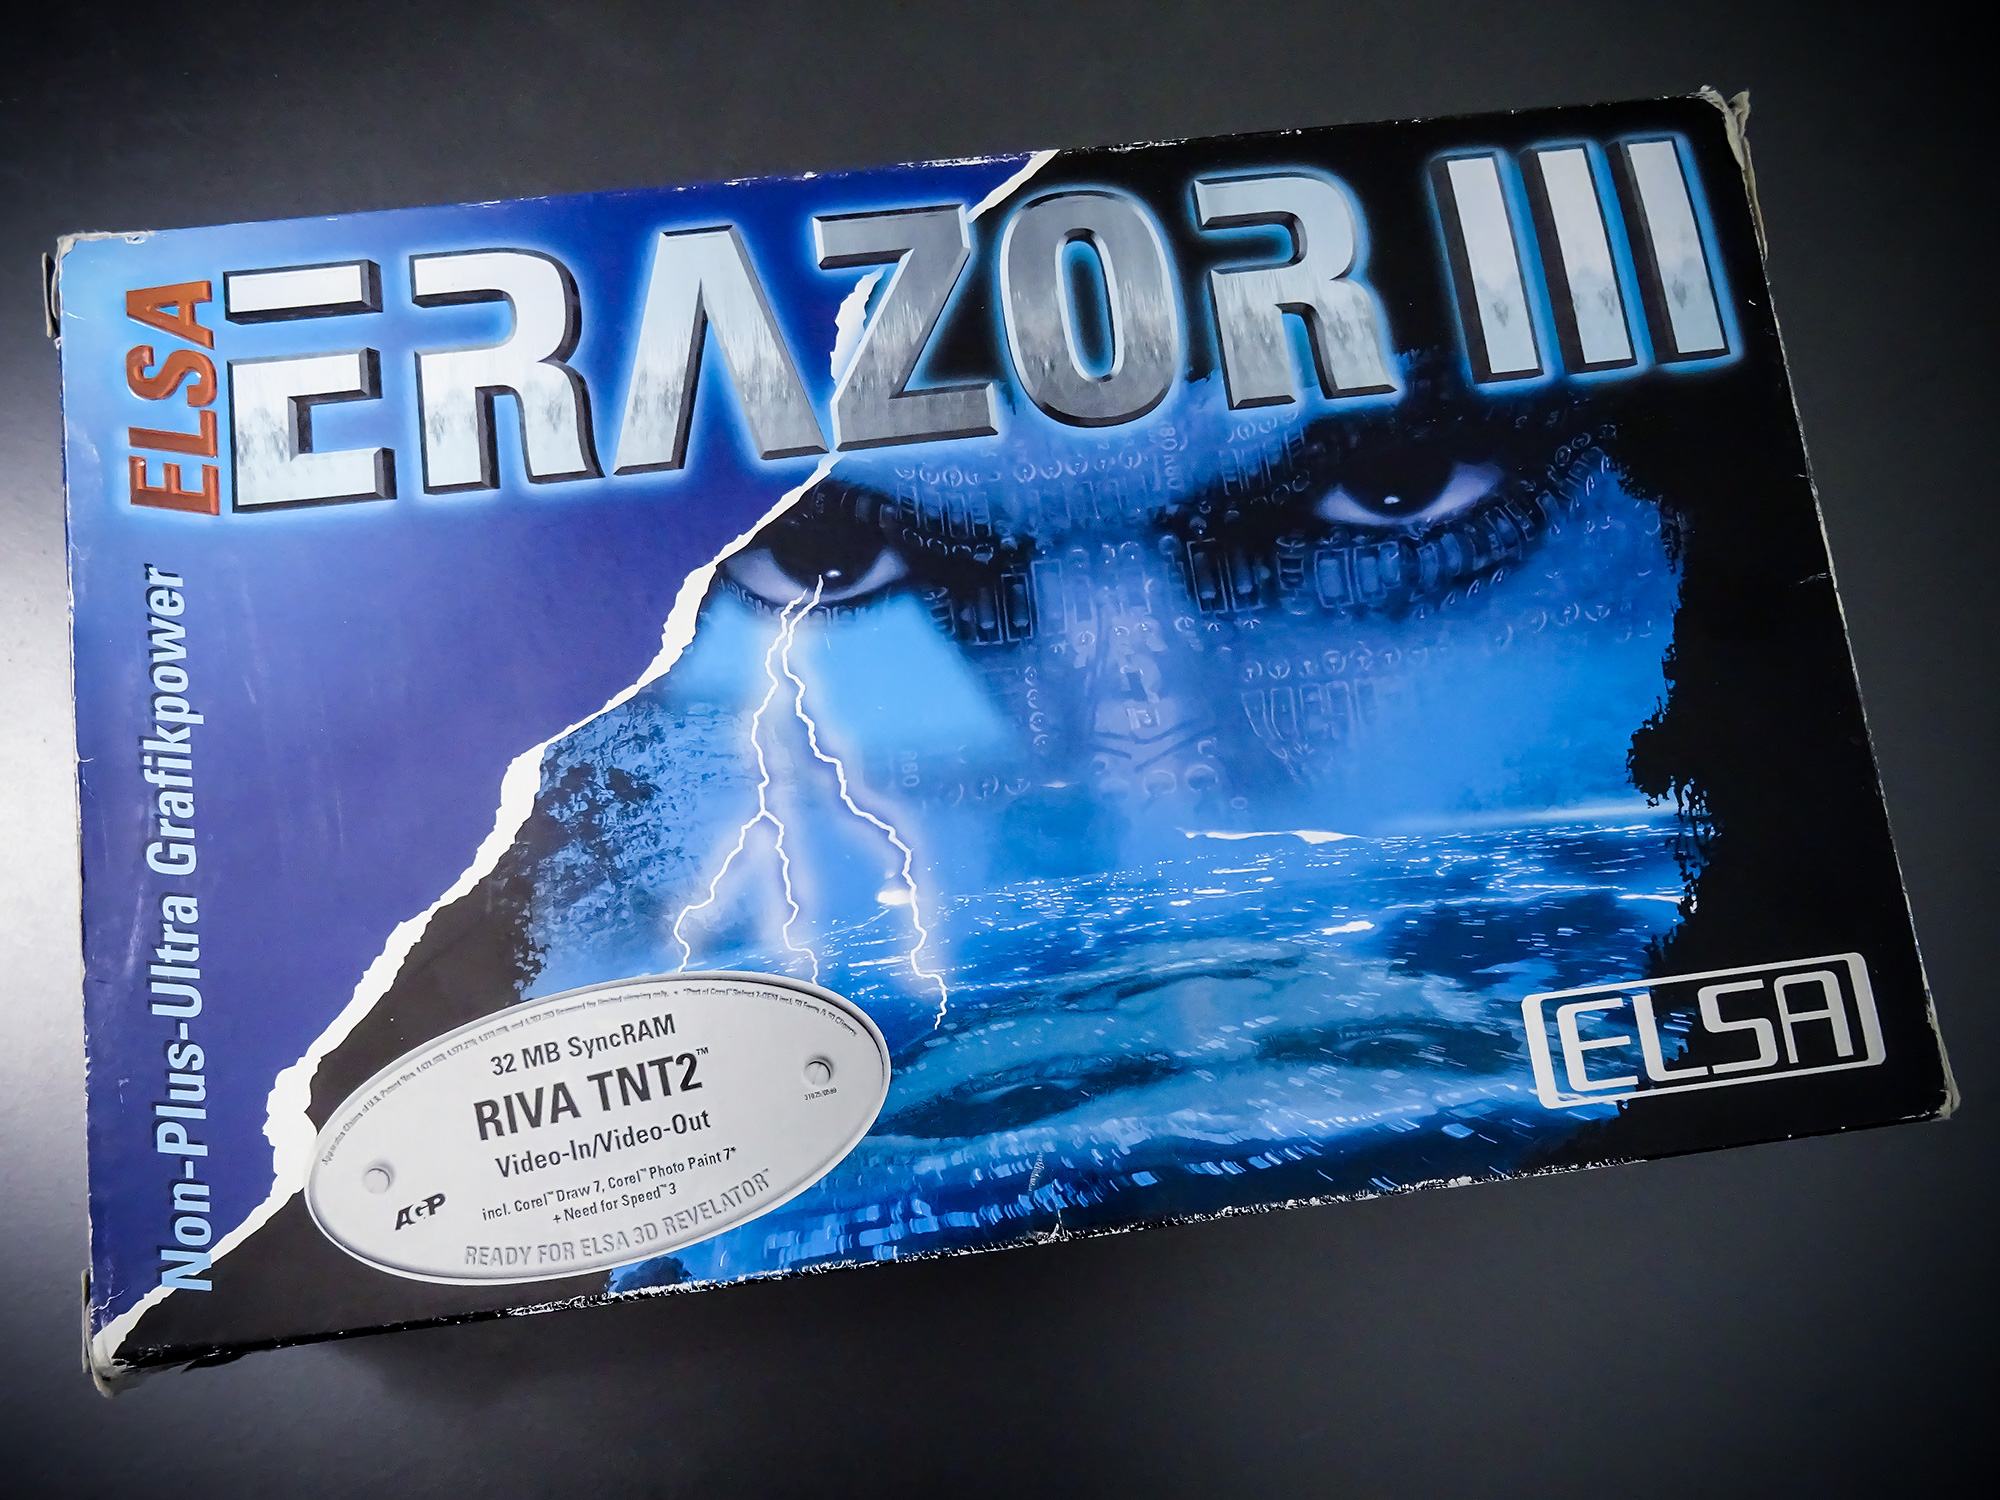 ELSA
ERAZOR III
Non-Plus-Ultra Grafikpower
32 MB SyncRAM
RIVA TNT2™
Video-In/Video-Out
incl. Corel™ Draw 7, Corel™ Photo Paint 7*
+ Need for Speed™ 3
READY FOR ELSA 3D REVELATOR™
AGP
ELSA